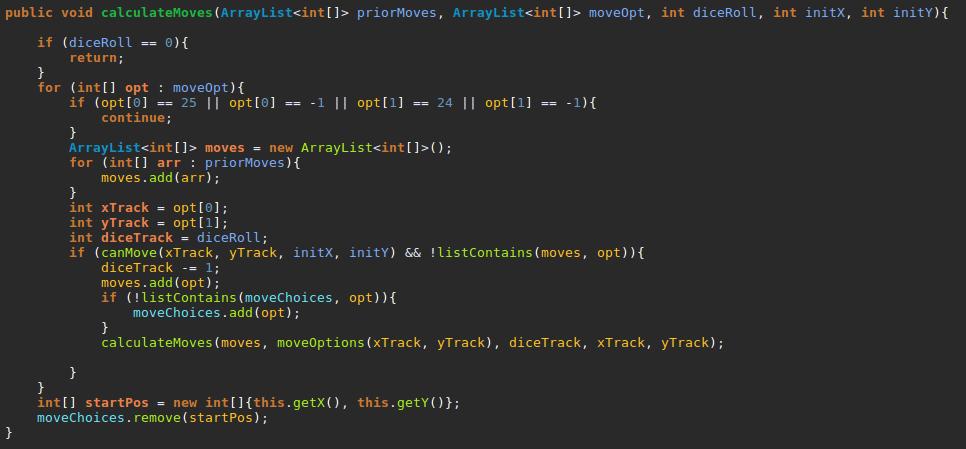 public void calculateMoves(ArrayList<int[]> priorMoves, ArrayList<int[]> moveOpt, int diceRoll, int initX, int initY){
if (diceRoll == 0){
return;
}
for (int[] opt : moveOpt){
if (opt[0] == 25 || opt[0] == -1 || opt[1] == 24 || opt[1] == -1){
continue;
}
ArrayList<int[]> moves = new ArrayList<int[]>();
for (int[] arr : priorMoves){
moves.add(arr);
}
int xTrack = opt[0];
int yTrack = opt[1];
int diceTrack = diceRoll;
if (canMove(xTrack, yTrack, initX, initY) && !listContains(moves, opt)){
diceTrack -= 1;
moves.add(opt);
if (!listContains(moveChoices, opt)){
moveChoices.add(opt);
}
calculateMoves(moves, moveOptions(xTrack, yTrack), diceTrack, xTrack, yTrack);
}
}
int[] startPos = new int[]{this.getX(), this.getY()};
moveChoices.remove(startPos);
}